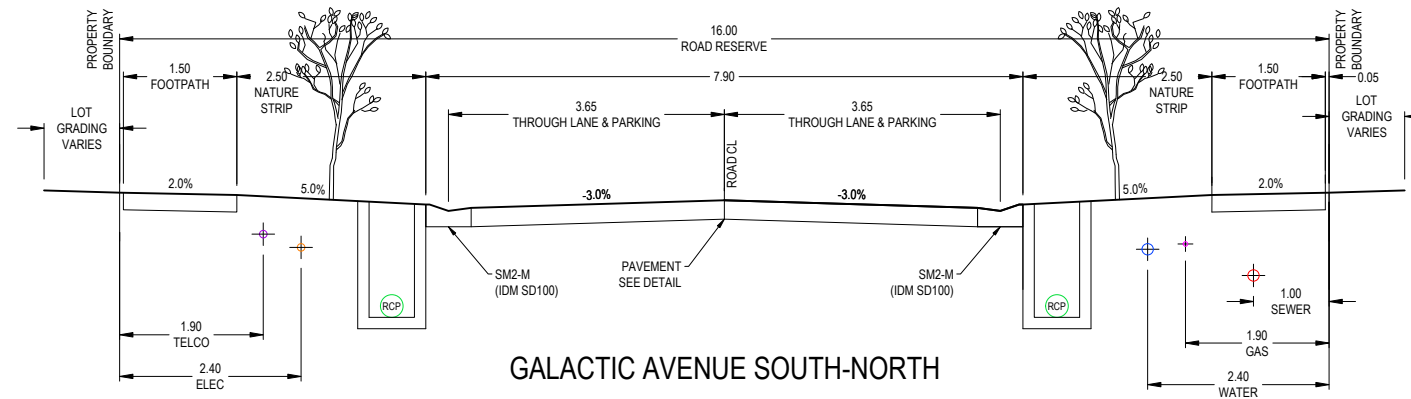 PROPERTY
BOUNDARY
16.00
ROAD RESERVE
PROPERTY
BOUNDARY
1.50
FOOTPATH
2.50
NATURE
STRIP
7.90
2.50
NATURE
STRIP
1.50
FOOTPATH
0.05
LOT
GRADING
VARIES
3.65
THROUGH LANE & PARKING
3.65
THROUGH LANE & PARKING
LOT
GRADING
VARIES
ROAD CL
2.0%
5.0%
-3.0%
-3.0%
5.0%
2.0%
SM2-M
(IDM SD100)
PAVEMENT
SEE DETAIL
SM2-M
(IDM SD100)
RCP
RCP
1.00
SEWER
1.90
TELCO
1.90
GAS
2.40
ELEC
2.40
WATER
GALACTIC AVENUE SOUTH-NORTH